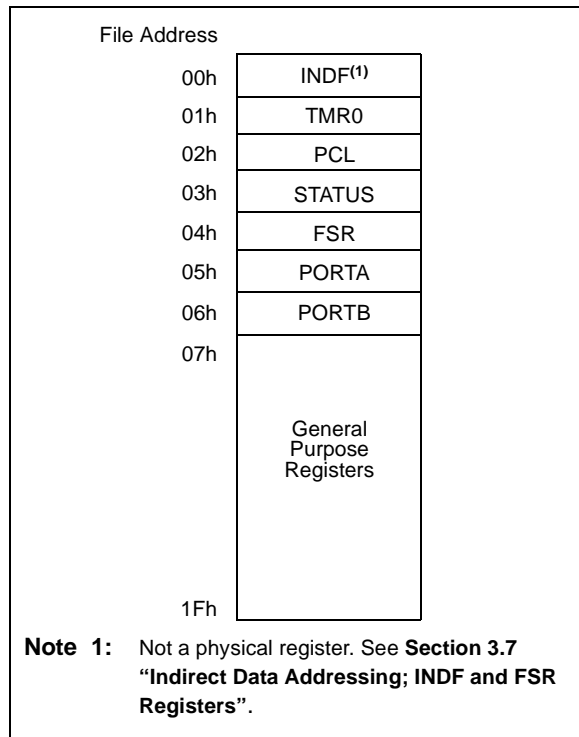 File Address
00h INDF(1)
01h TMR0
02h PCL
03h STATUS
04h FSR
05h PORTA
06h PORTB
07h
General
Purpose
Registers
1Fh
Note 1: Not a physical register. See Section 3.7
“Indirect Data Addressing; INDF and FSR
Registers”.